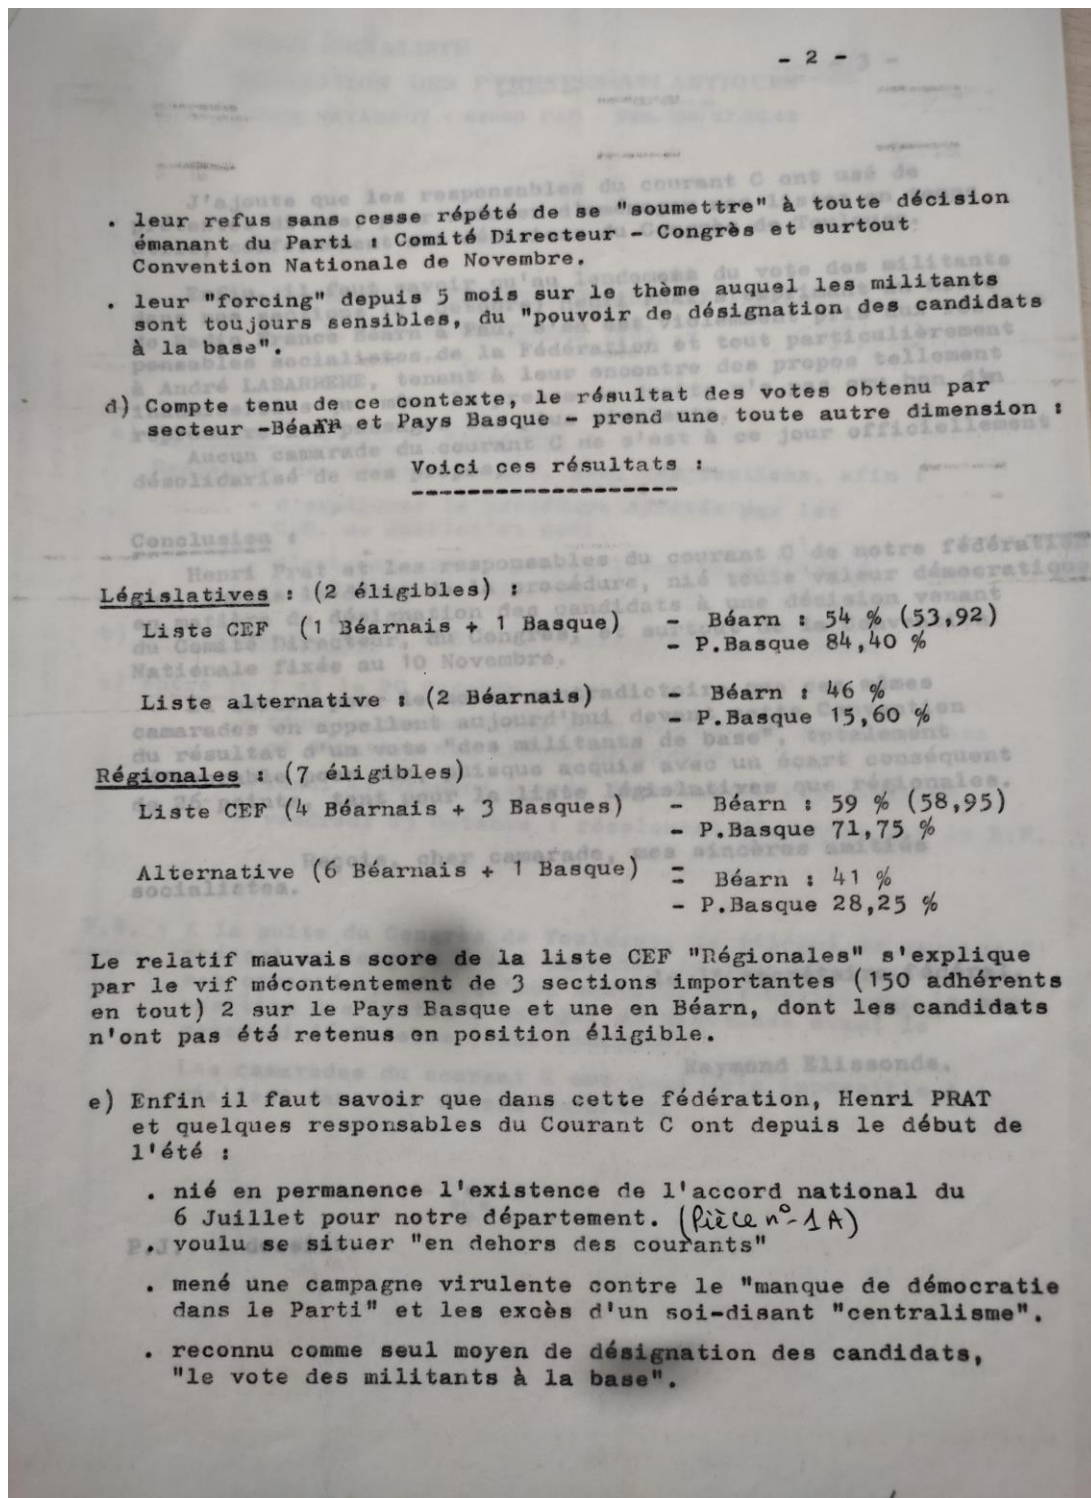 - 2 -
. leur refus sans cesse répété de se "soumettre" à toute décision
émanant du Parti : Comité Directeur - Congrès et surtout
Convention Nationale de Novembre.
. leur "forcing" depuis 5 mois sur le thème auquel les militants
sont toujours sensibles, du "pouvoir de désignation des candidats
à la base".
d) Compte tenu de ce contexte, le résultat des votes obtenu par
secteur -Béarn et Pays Basque - prend une toute autre dimension :
Voici ces résultats :
--------------------
Législatives : (2 éligibles) :
Liste CEF (1 Béarnais + 1 Basque) - Béarn : 54 % (53,92)
- P.Basque 84,40 %
Liste alternative : (2 Béarnais) - Béarn : 46 %
- P.Basque 15,60 %
Régionales : (7 éligibles)
Liste CEF (4 Béarnais + 3 Basques) - Béarn : 59 % (58,95)
- P.Basque 71,75 %
Alternative (6 Béarnais + 1 Basque) - Béarn : 41 %
- P.Basque 28,25 %
Le relatif mauvais score de la liste CEF "Régionales" s'explique
par le vif mécontentement de 3 sections importantes (150 adhérents
en tout) 2 sur le Pays Basque et une en Béarn, dont les candidats
n'ont pas été retenus en position éligible.
e) Enfin il faut savoir que dans cette fédération, Henri PRAT
et quelques responsables du Courant C ont depuis le début de
l'été :
. nié en permanence l'existence de l'accord national du
6 Juillet pour notre département. (Pièce n°-1A)
. voulu se situer "en dehors des courants"
. mené une campagne virulente contre le "manque de démocratie
dans le Parti" et les excès d'un soi-disant "centralisme".
. reconnu comme seul moyen de désignation des candidats,
"le vote des militants à la base".